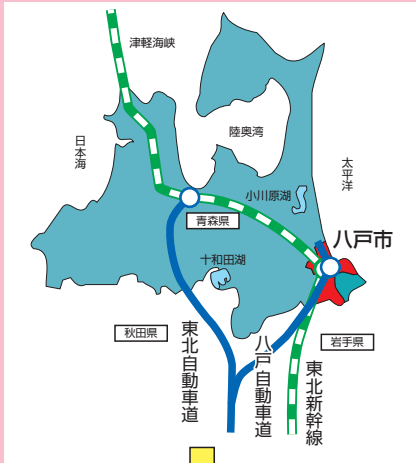 津軽海峡
陸奥湾
日本海
太平洋
小川原湖
青森県
八戸市
十和田湖
秋田県
岩手県
東北自動車道
八戸自動車道
東北新幹線